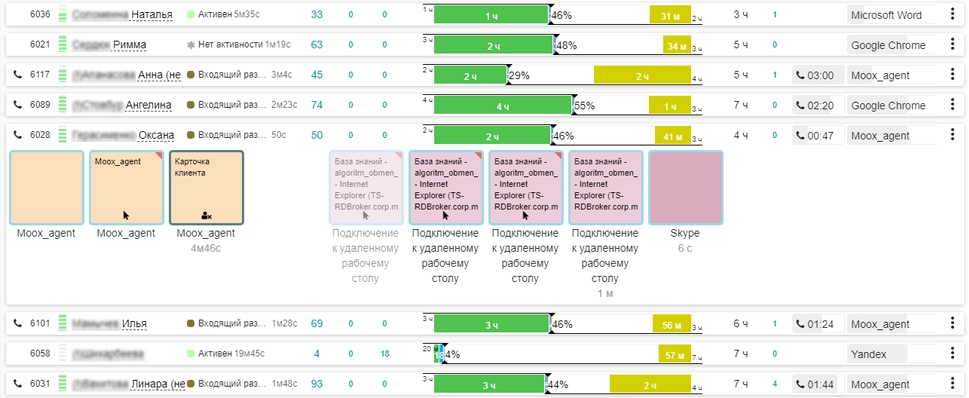 6036 Наталья Активен 5м35с 33 0 0 1 ч 1 ч 46% 31 м 2 ч 3 ч 1 Microsoft Word
6021 Римма Нет активности 1м19с 63 0 0 3 ч 2 ч 48% 34 м 3 ч 5 ч 0 Google Chrome
6117 Анна (не Входящий раз... 3м4с 45 0 0 2 ч 2 ч 29% 2 ч 5 ч 1 03:00 Moox_agent
6089 Ангелина Входящий раз... 2м23с 74 0 0 4 ч 4 ч 55% 1 ч 3 ч 7 ч 0 02:20 Google Chrome
6028 Оксана Входящий раз... 50с 50 0 0 2 ч 2 ч 46% 41 м 2 ч 4 ч 0 00:47 Moox_agent
Moox_agent
Moox_agent
Moox_agent
Карточка
клиента
Moox_agent
4м46с
База знаний -
algoritm_obmen_
- Internet
Explorer (TS-
RDBroker.corp.m
Подключение
к удаленному
рабочему
столу
База знаний -
algoritm_obmen_
- Internet
Explorer (TS-
RDBroker.corp.m
Подключение
к удаленному
рабочему
столу
База знаний -
algoritm_obmen_
- Internet
Explorer (TS-
RDBroker.corp.m
Подключение
к удаленному
рабочему
столу
База знаний -
algoritm_obmen_
- Internet
Explorer (TS-
RDBroker.corp.m
Подключение
к удаленному
рабочему
столу
1 м
Skype
6 с
6101 Илья Входящий раз... 1м28с 69 0 0 3 ч 3 ч 46% 56 м 3 ч 6 ч 1 01:24 Moox_agent
6058 Активен 19м45с 4 0 18 20 4% 57 м 7 ч 7 ч 0 Yandex
6031 Линара (не Входящий раз... 1м48с 93 0 0 3 ч 3 ч 44% 2 ч 4 ч 7 ч 4 01:44 Moox_agent